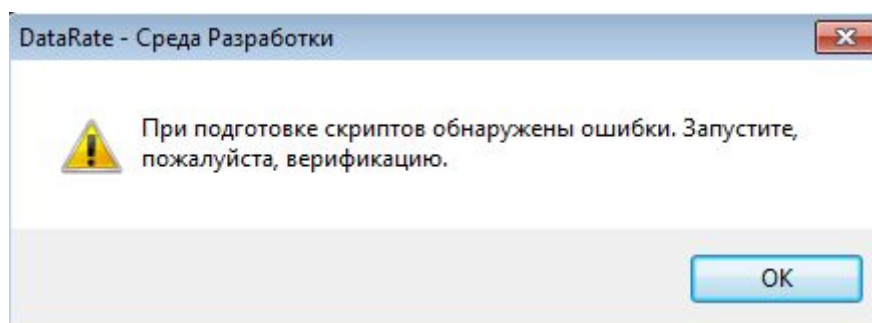 DataRate - Среда Разработки
При подготовке скриптов обнаружены ошибки. Запустите,
пожалуйста, верификацию.
OK